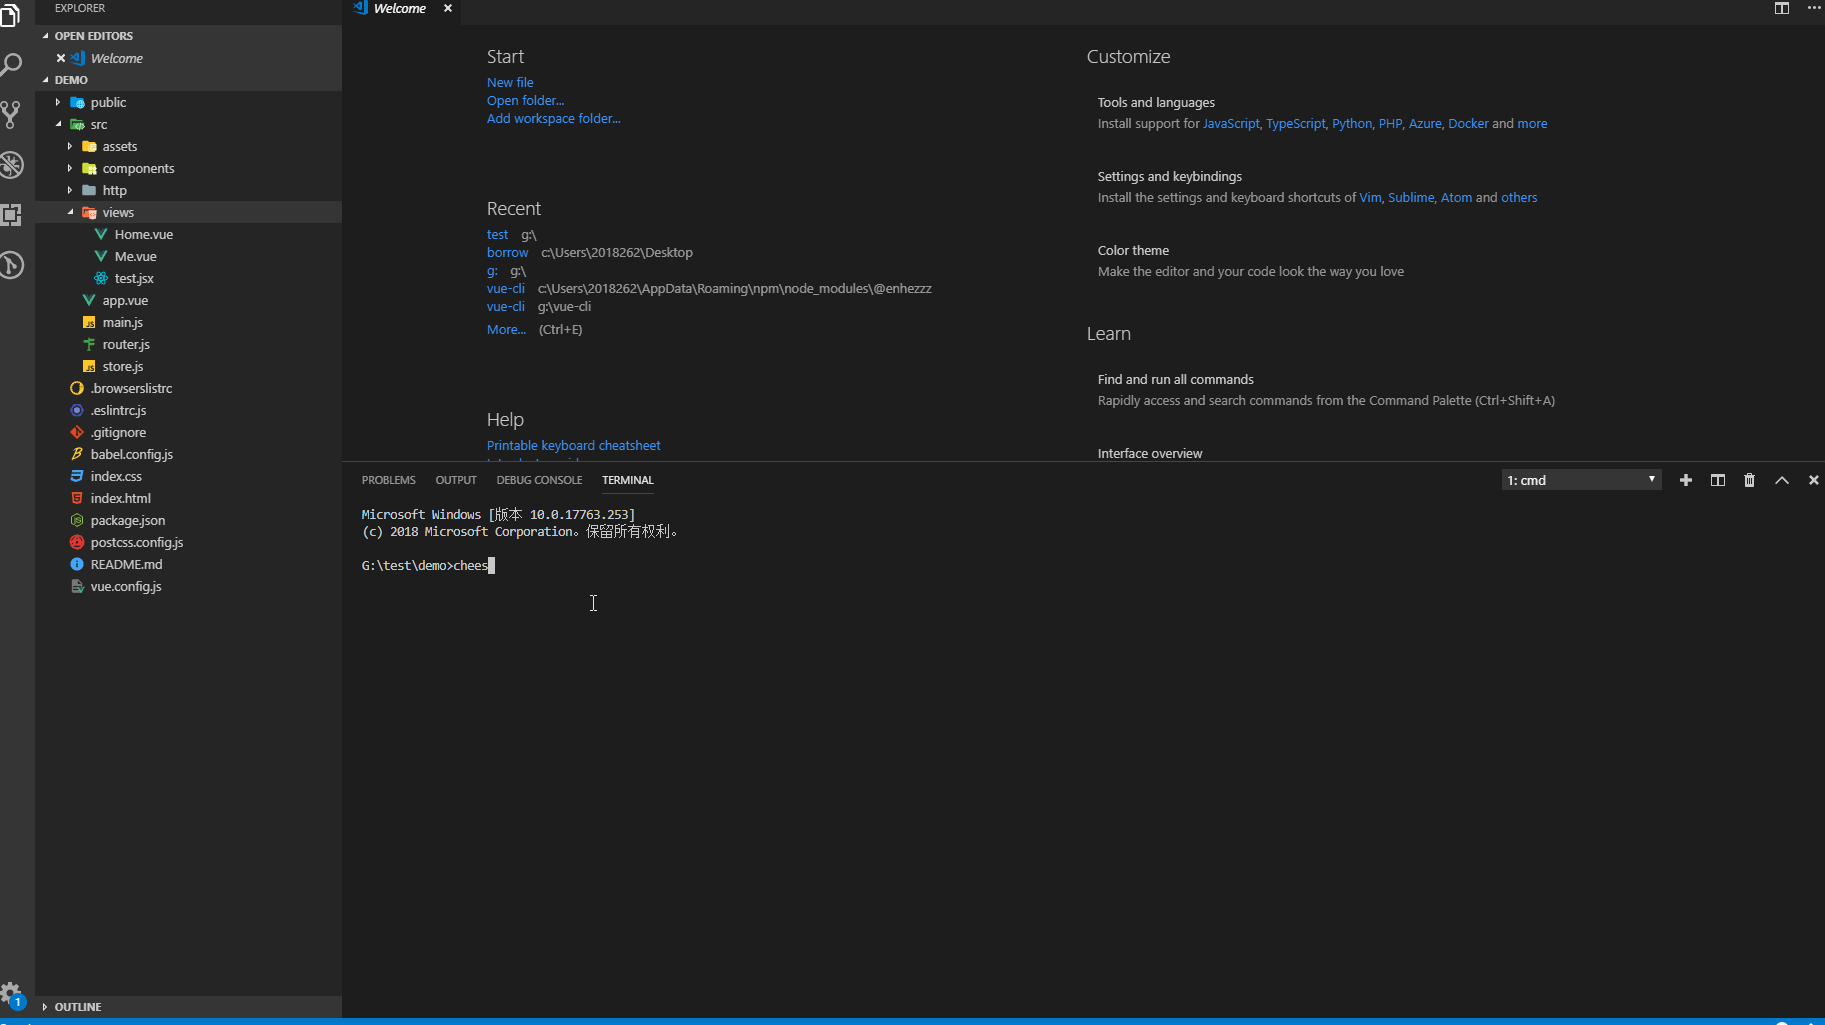 EXPLORER
OPEN EDITORS
Welcome
DEMO
public
src
assets
components
http
views
Home.vue
Me.vue
test.jsx
app.vue
main.js
router.js
store.js
.browserslistrc
.eslintrc.js
.gitignore
babel.config.js
index.css
index.html
package.json
postcss.config.js
README.md
vue.config.js
OUTLINE
1
Welcome
Start
New file
Open folder...
Add workspace folder...
Recent
test g:\
borrow c:\Users\2018262\Desktop
g: g:\
vue-cli c:\Users\2018262\AppData\Roaming\npm\node_modules\@enhezzz
vue-cli g:\vue-cli
More... (Ctrl+E)
Help
Printable keyboard cheatsheet
Customize
Tools and languages
Install support for JavaScript, TypeScript, Python, PHP, Azure, Docker and more
Settings and keybindings
Install the settings and keyboard shortcuts of Vim, Sublime, Atom and others
Color theme
Make the editor and your code look the way you love
Learn
Find and run all commands
Rapidly access and search commands from the Command Palette (Ctrl+Shift+A)
Interface overview
PROBLEMS OUTPUT DEBUG CONSOLE TERMINAL
1: cmd
Microsoft Windows [版本 10.0.17763.253]
(c) 2018 Microsoft Corporation。保留所有权利。
G:\test\demo>chees